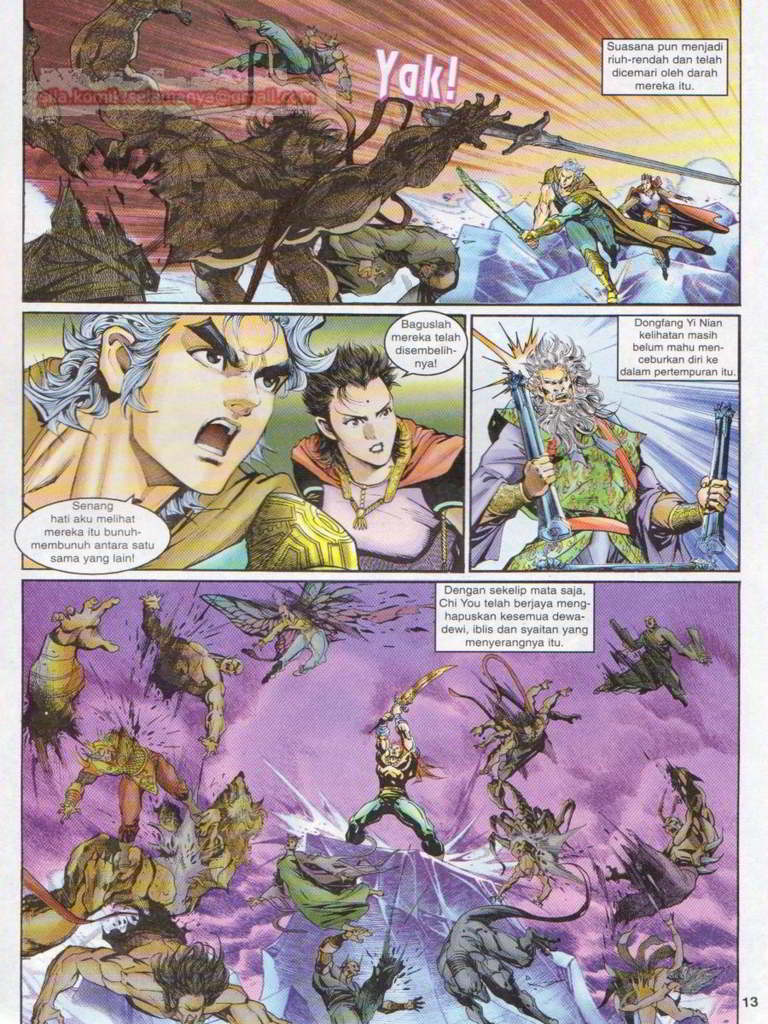 Yak!
Suasana pun menjadi
riuh-rendah dan telah
dicemari oleh darah
mereka itu.
Baguslah
mereka telah
disembelih-
nya!
Senang
hati aku melihat
mereka itu bunuh-
membunuh antara satu
sama yang lain!
Dongfang Yi Nian
kelihatan masih
belum mahu men-
ceburkan diri ke
dalam pertempuran itu.
Dengan sekelip mata saja,
Chi You telah berjaya meng-
hapuskan kesemua dewa-
dewi, iblis dan syaitan yang
menyerangnya itu.
13